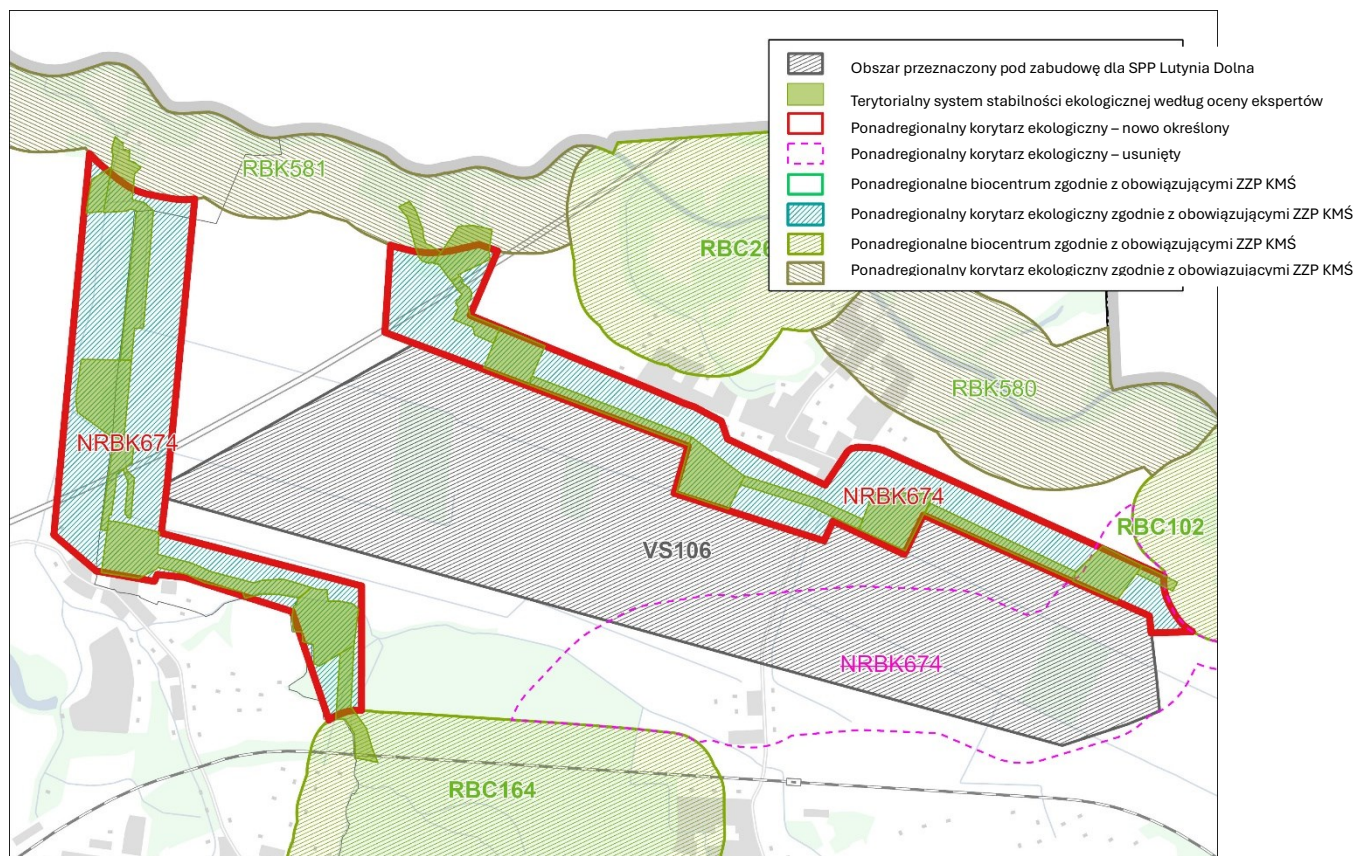 Obszar przeznaczony pod zabudowę dla SPP Lutynia Dolna
Terytorialny system stabilności ekologicznej według oceny ekspertów
Ponadregionalny korytarz ekologiczny – nowo określony
Ponadregionalny korytarz ekologiczny – usunięty
Ponadregionalne biocentrum zgodnie z obowiązującymi ZZP KMŚ
Ponadregionalny korytarz ekologiczny zgodnie z obowiązującymi ZZP KMŚ
Ponadregionalne biocentrum zgodnie z obowiązującymi ZZP KMŚ
Ponadregionalny korytarz ekologiczny zgodnie z obowiązującymi ZZP KMŚ
RBK581
RBC26
RBK580
NRBK674
NRBK674
RBC102
VS106
NRBK674
RBC164